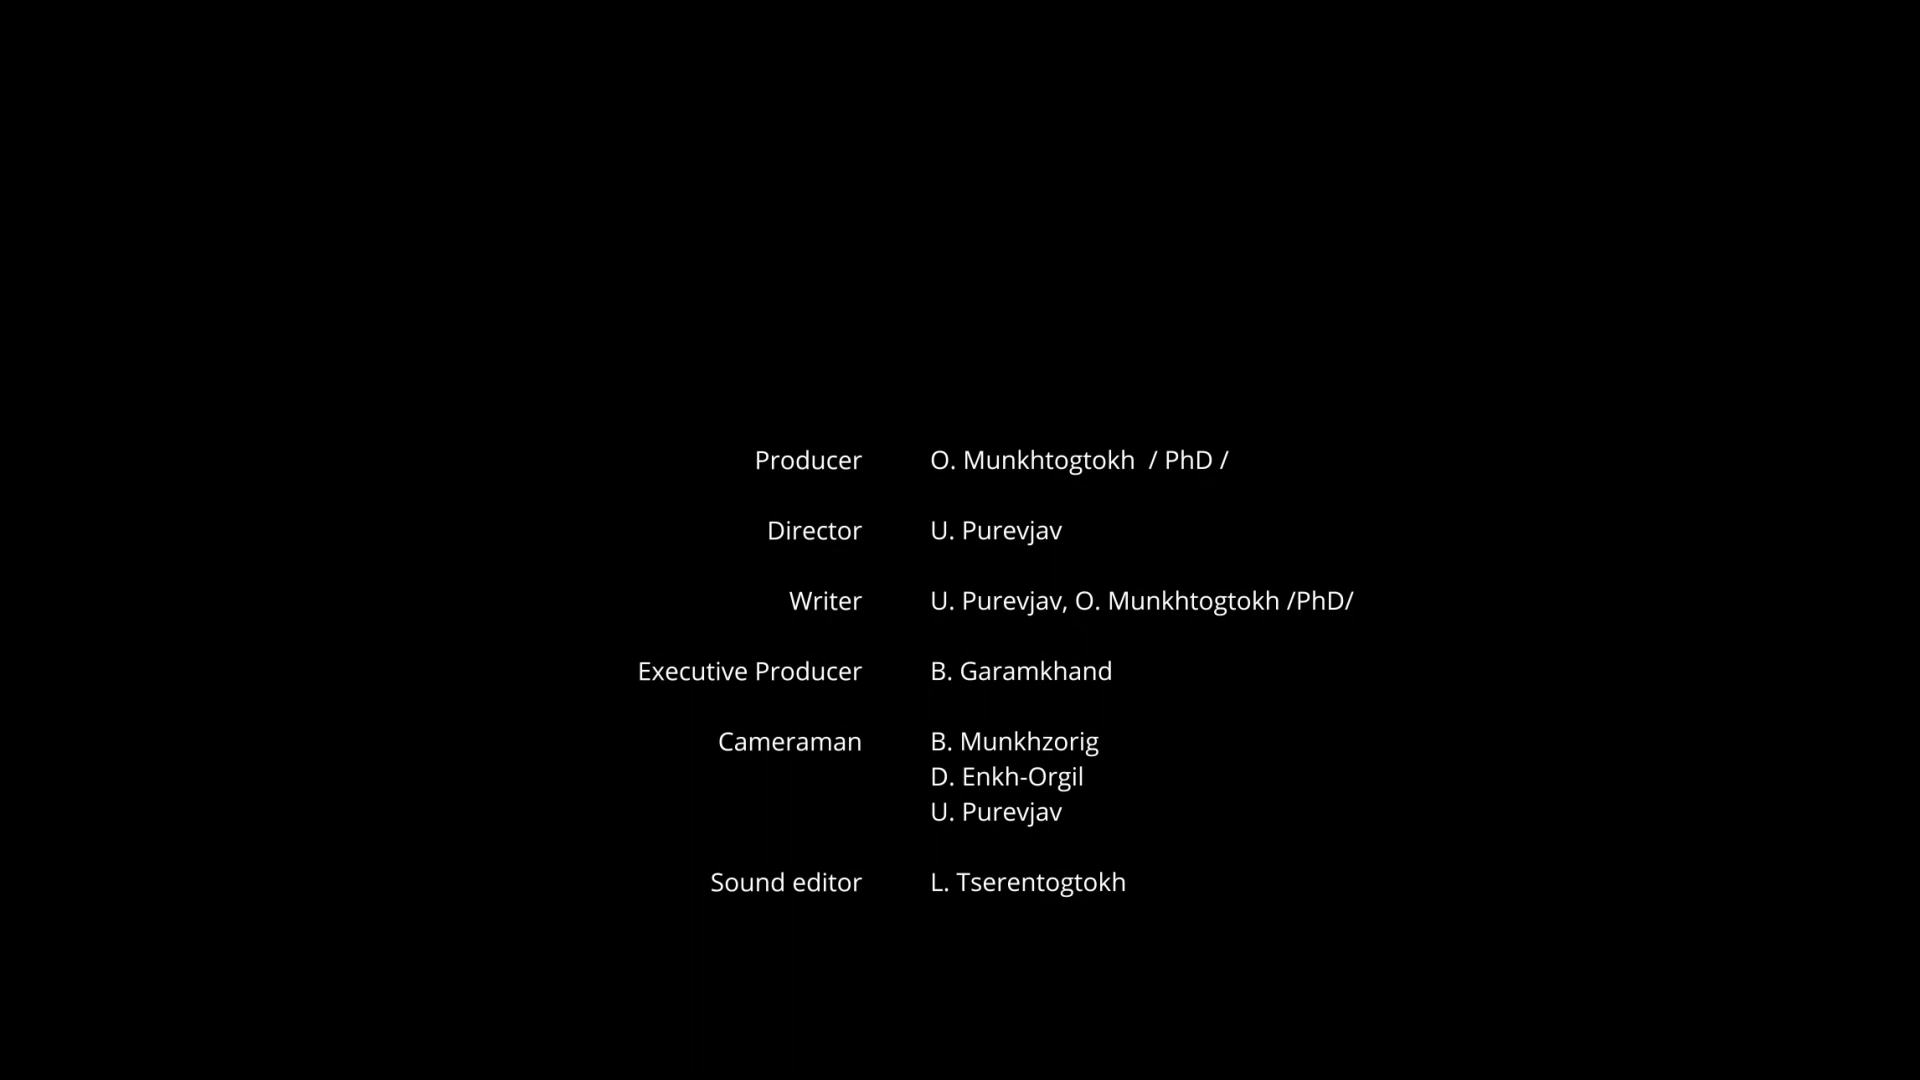 Producer O. Munkhtogtokh / PhD /
Director U. Purevjav
Writer U. Purevjav, O. Munkhtogtokh /PhD/
Executive Producer B. Garamkhand
Cameraman B. Munkhzorig
D. Enkh-Orgil
U. Purevjav
Sound editor L. Tserentogtokh